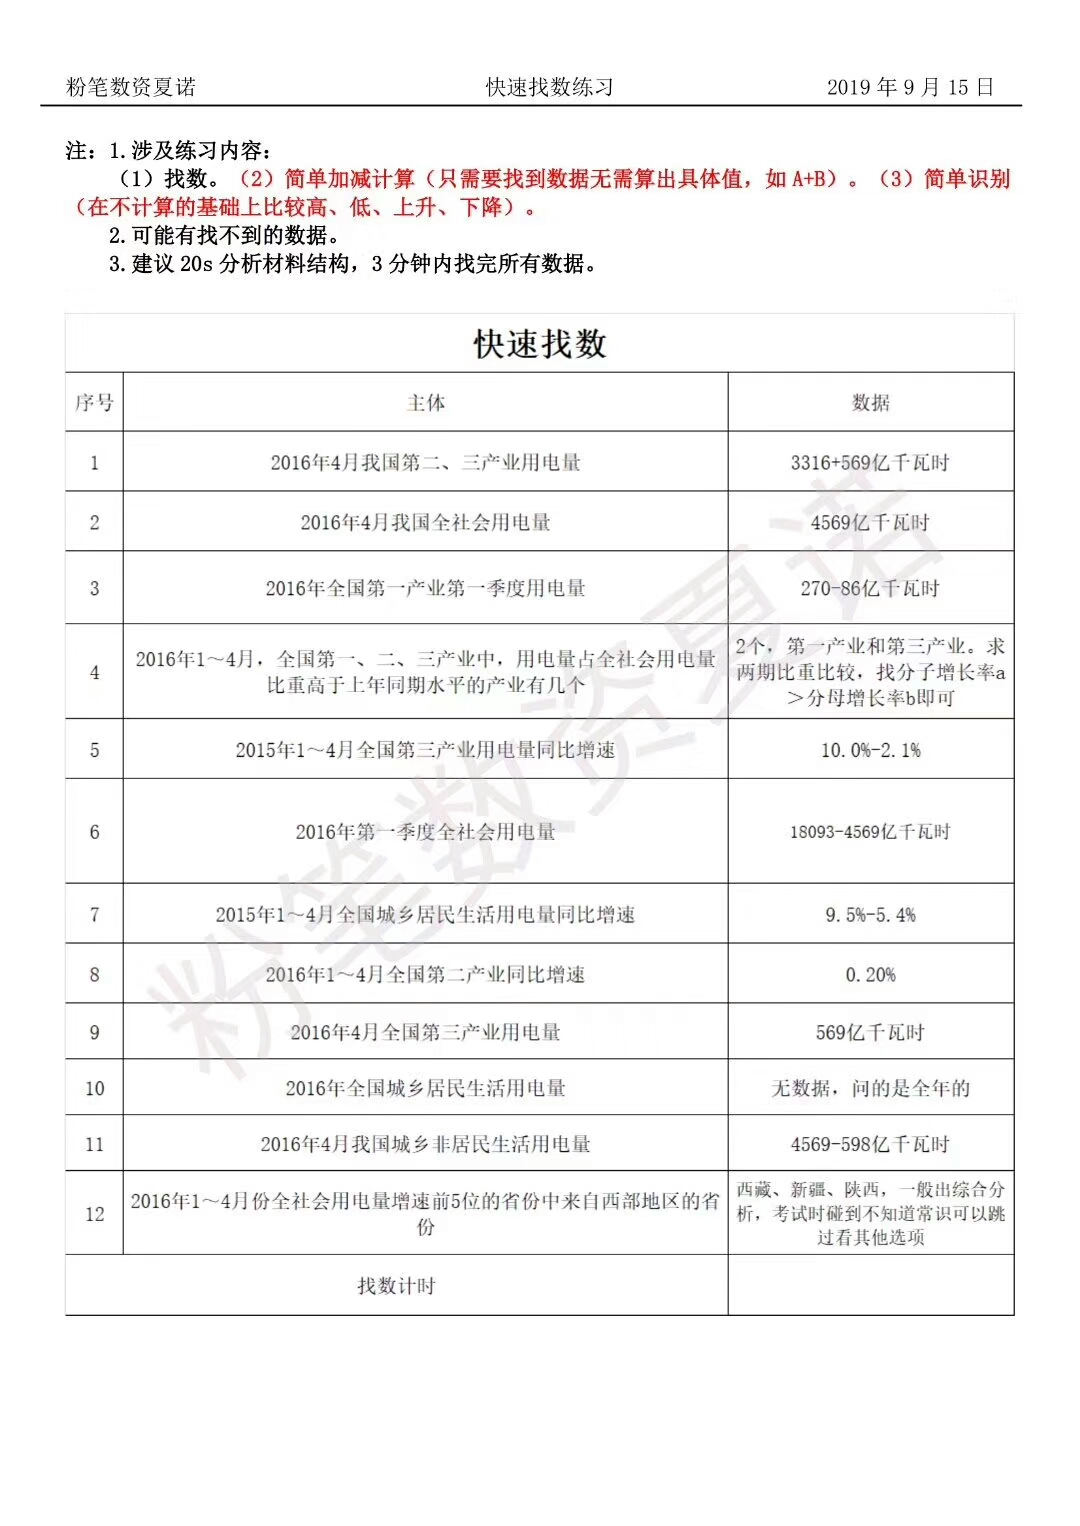 粉笔数资夏诺 快速找数练习 2019 年 9 月 15 日
注：1.涉及练习内容：
（1）找数。（2）简单加减计算（只需要找到数据无需算出具体值，如 A+B）。（3）简单识别
（在不计算的基础上比较高、低、上升、下降）。
2.可能有找不到的数据。
3.建议 20s 分析材料结构，3 分钟内找完所有数据。
快速找数
序号 主体 数据
1 2016年4月我国第二、三产业用电量 3316+569亿千瓦时
2 2016年4月我国全社会用电量 4569亿千瓦时
3 2016年全国第一产业第一季度用电量 270-86亿千瓦时
4 2016年1～4月，全国第一、二、三产业中，用电量占全社会用电量
比重高于上年同期水平的产业有几个
2个，第一产业和第三产业。求
两期比重比较，找分子增长率a
＞分母增长率b即可
5 2015年1～4月全国第三产业用电量同比增速 10.0%-2.1%
6 2016年第一季度全社会用电量 18093-4569亿千瓦时
7 2015年1～4月全国城乡居民生活用电量同比增速 9.5%-5.4%
8 2016年1～4月全国第二产业同比增速 0.20%
9 2016年4月全国第三产业用电量 569亿千瓦时
10 2016年全国城乡居民生活用电量 无数据，问的是全年的
11 2016年4月我国城乡非居民生活用电量 4569-598亿千瓦时
12 2016年1～4月份全社会用电量增速前5位的省份中来自西部地区的省
份
西藏、新疆、陕西，一般出综合分
析，考试时碰到不知道常识可以跳
过看其他选项
找数计时
粉笔数资夏诺